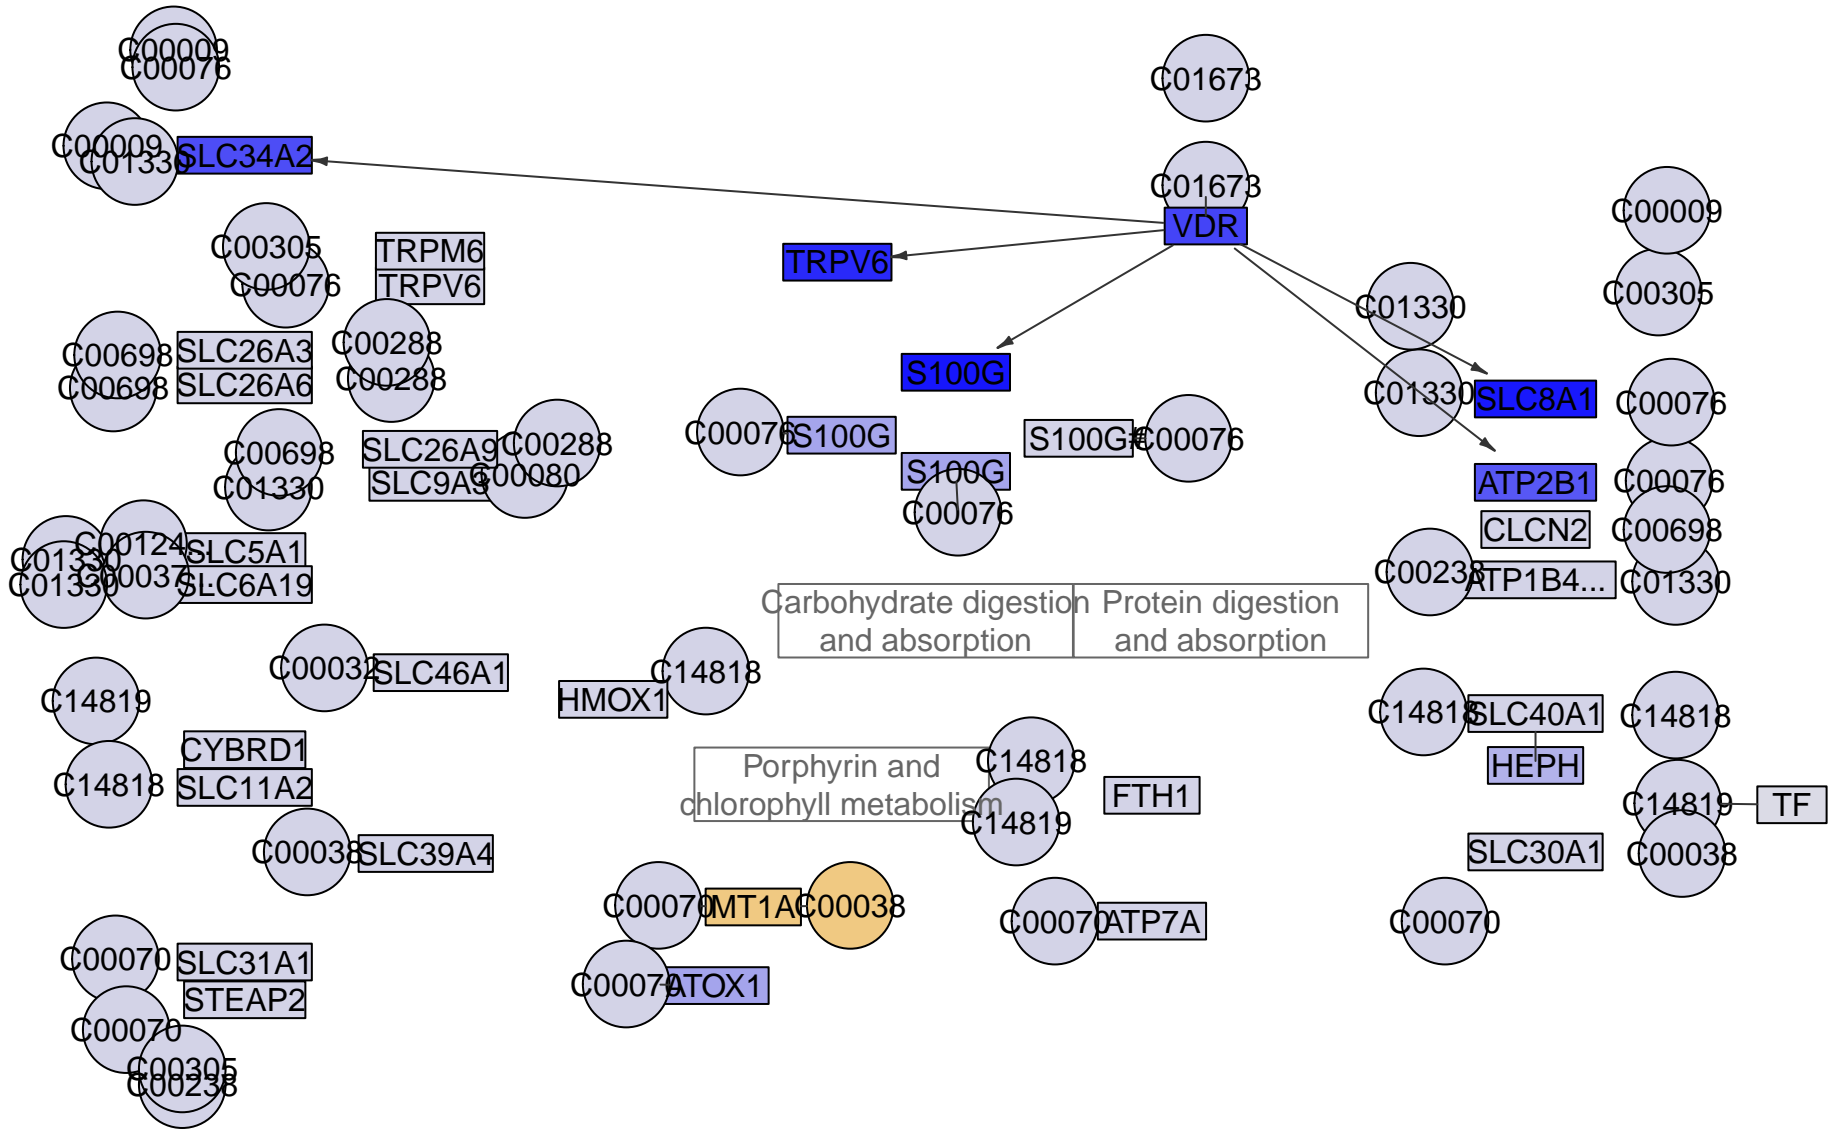 C00009
C00076
C01673
C00009
C01330
SLC34A2
C01673
VDR
C00009
C00305
C00076
TRPM6
TRPV6
TRPV6
C01330
C00305
C00698
C00698
SLC26A3
SLC26A6
C00288
C00288
S100G
C01330
SLC8A1
C00076
C00698
C01330
SLC26A9
SLC9A3
C00288
C00080
C00076
S100G
S100G
C00076
S100G#
C00076
ATP2B1
C00076
CLCN2
C00698
C01330
C01330
C00124...
C00037...
SLC5A1
SLC6A19
Carbohydrate digestion
and absorption
Protein digestion
and absorption
C00238
ATP1B4...
C01330
C00032
SLC46A1
HMOX1
C14818
C14819
C14818
CYBRD1
SLC11A2
C14818
SLC40A1
HEPH
C14818
Porphyrin and
chlorophyll metabolism
C14818
C14819
FTH1
C14819
TF
C00038
SLC39A4
SLC30A1
C00038
C00070
MT1A
C00038
C00070
ATP7A
C00070
C00070
SLC31A1
STEAP2
C00070
ATOX1
C00070
C00305
C00238